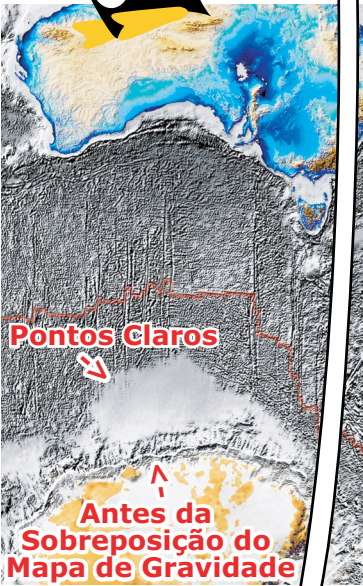 Pontos Claros
Antes da
Sobreposição do
Mapa de Gravidade